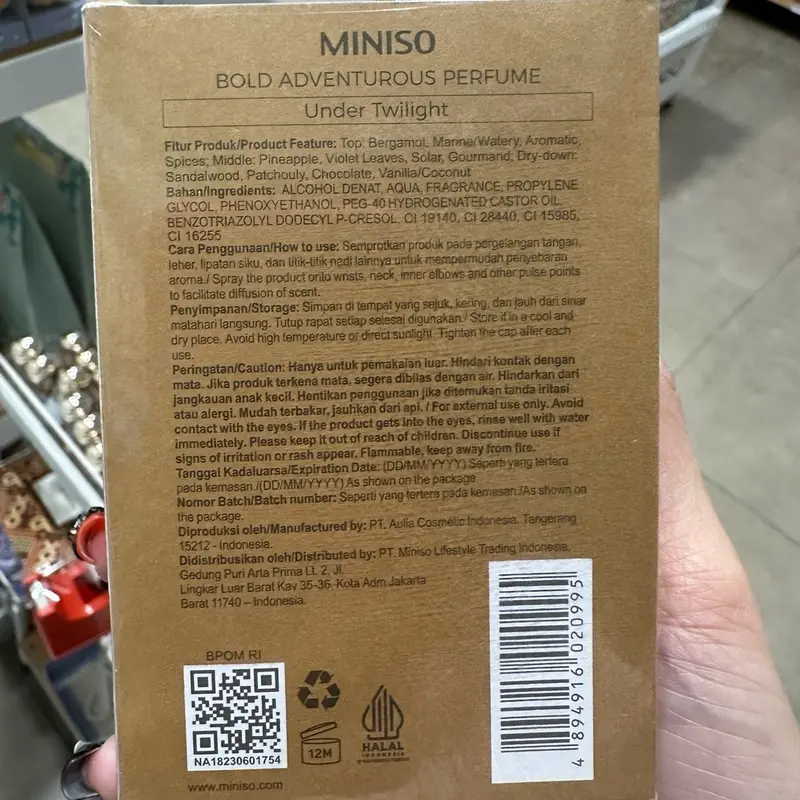 MINISO
BOLD ADVENTUROUS PERFUME
Under Twilight
Fitur Produk/Product Feature: Top: Bergamot, Marine/Watery, Aromatic,
Spices; Middle: Pineapple, Violet Leaves, Solar, Gourmand; Dry-down:
Sandalwood, Patchouly, Chocolate, Vanilla/Coconut
Bahan/Ingredients: ALCOHOL DENAT, AQUA, FRAGRANCE, PROPYLENE
GLYCOL, PHENOXYETHANOL, PEG-40 HYDROGENATED CASTOR OIL,
BENZOTRIAZOLYL DODECYL P-CRESOL, CI 19140, CI 28440, CI 15985,
CI 16255
Cara Penggunaan/How to use: Semprotkan produk pada pergelangan tangan,
leher, lipatan siku, dan titik-titik nadi lainnya untuk mempermudah penyebaran
aroma./ Spray the product onto wrists, neck, inner elbows and other pulse points
to facilitate diffusion of scent.
Penyimpanan/Storage: Simpan di tempat yang sejuk, kering, dan jauh dari sinar
matahari langsung. Tutup rapat setiap selesai digunakan./ Store it in a cool and
dry place. Avoid high temperature or direct sunlight. Tighten the cap after each
use.
Peringatan/Caution: Hanya untuk pemakaian luar. Hindari kontak dengan
mata. Jika produk terkena mata, segera dibilas dengan air. Hindarkan dari
jangkauan anak kecil. Hentikan penggunaan jika ditemukan tanda iritasi
atau alergi. Mudah terbakar, jauhkan dari api. / For external use only. Avoid
contact with the eyes. If the product gets into the eyes, rinse well with water
immediately. Please keep it out of reach of children. Discontinue use if
signs of irritation or rash appear. Flammable, keep away from fire.
Tanggal Kadaluarsa/Expiration Date: (DD/MM/YYYY) Seperti yang tertera
pada kemasan./(DD/MM/YYYY) As shown on the package
Nomor Batch/Batch number: Seperti yang tertera pada kemasan./As shown on
the package.
Diproduksi oleh/Manufactured by: PT. Aulia Cosmetic Indonesia. Tangerang
15212 - Indonesia.
Didistribusikan oleh/Distributed by: PT. Miniso Lifestyle Trading Indonesia.
Gedung Puri Arta Prima Lt. 2, Jl.
Lingkar Luar Barat Kav 35-36, Kota Adm Jakarta
Barat 11740 – Indonesia.
BPOM RI
NA18230601754
12M
HALAL
INDONESIA
4 894916 020995
www.miniso.com